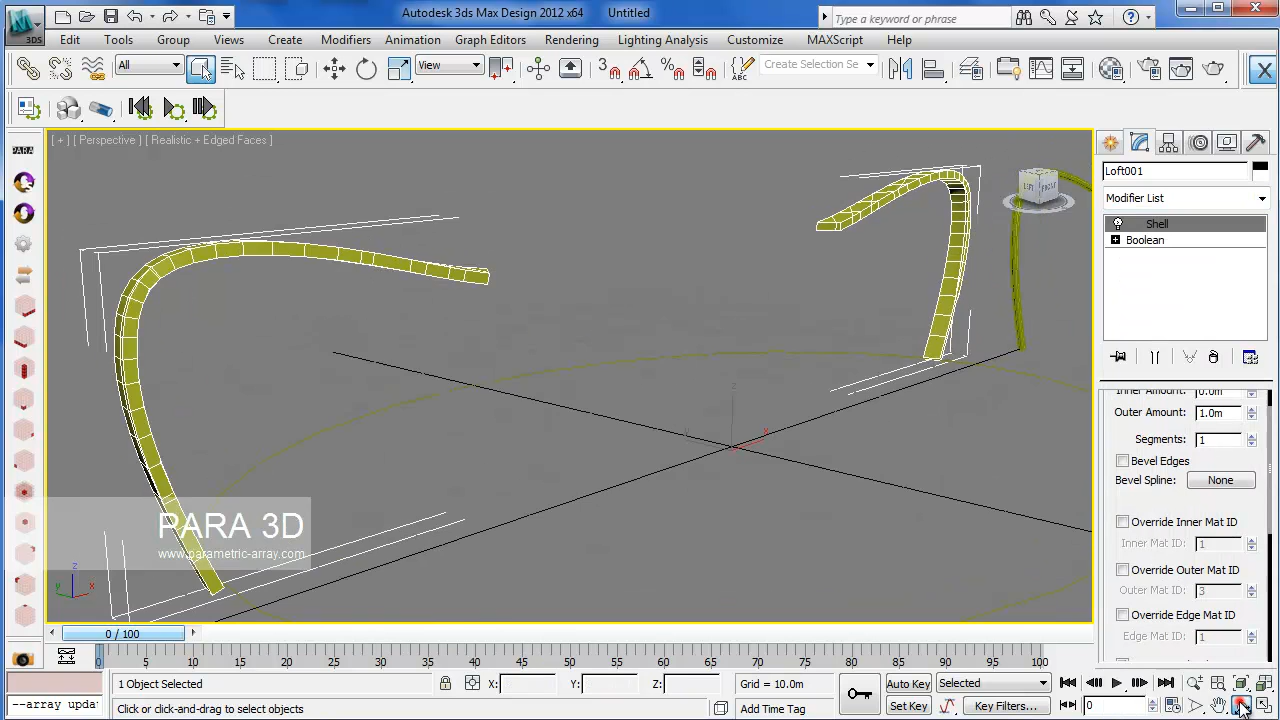 Autodesk 3ds Max Design 2012 x64 Untitled
Type a keyword or phrase
3DS
Edit Tools Group Views Create Modifiers Animation Graph Editors Rendering Lighting Analysis Customize MAXScript Help
All View 3 Create Selection Se
[ + ] [ Perspective ] [ Realistic + Edged Faces ]
PARA
LEFT
Loft001
Modifier List
Shell
Boolean
Outer Amount: 1.0m
Segments: 1
Bevel Edges
Bevel Spline: None
Override Inner Mat ID
Inner Mat ID: 1
Override Outer Mat ID
Outer Mat ID: 3
Override Edge Mat ID
Edge Mat ID: 1
z
x
y
PARA 3D
www.parametric-array.com
z
y x
0 / 100
0 5 10 15 20 25 30 35 40 45 50 55 60 65 70 75 80 85 90 95 100
1 Object Selected X: Y: Z: Grid = 10.0m Auto Key Selected
--array upda Click or click-and-drag to select objects Add Time Tag Set Key Key Filters... 0